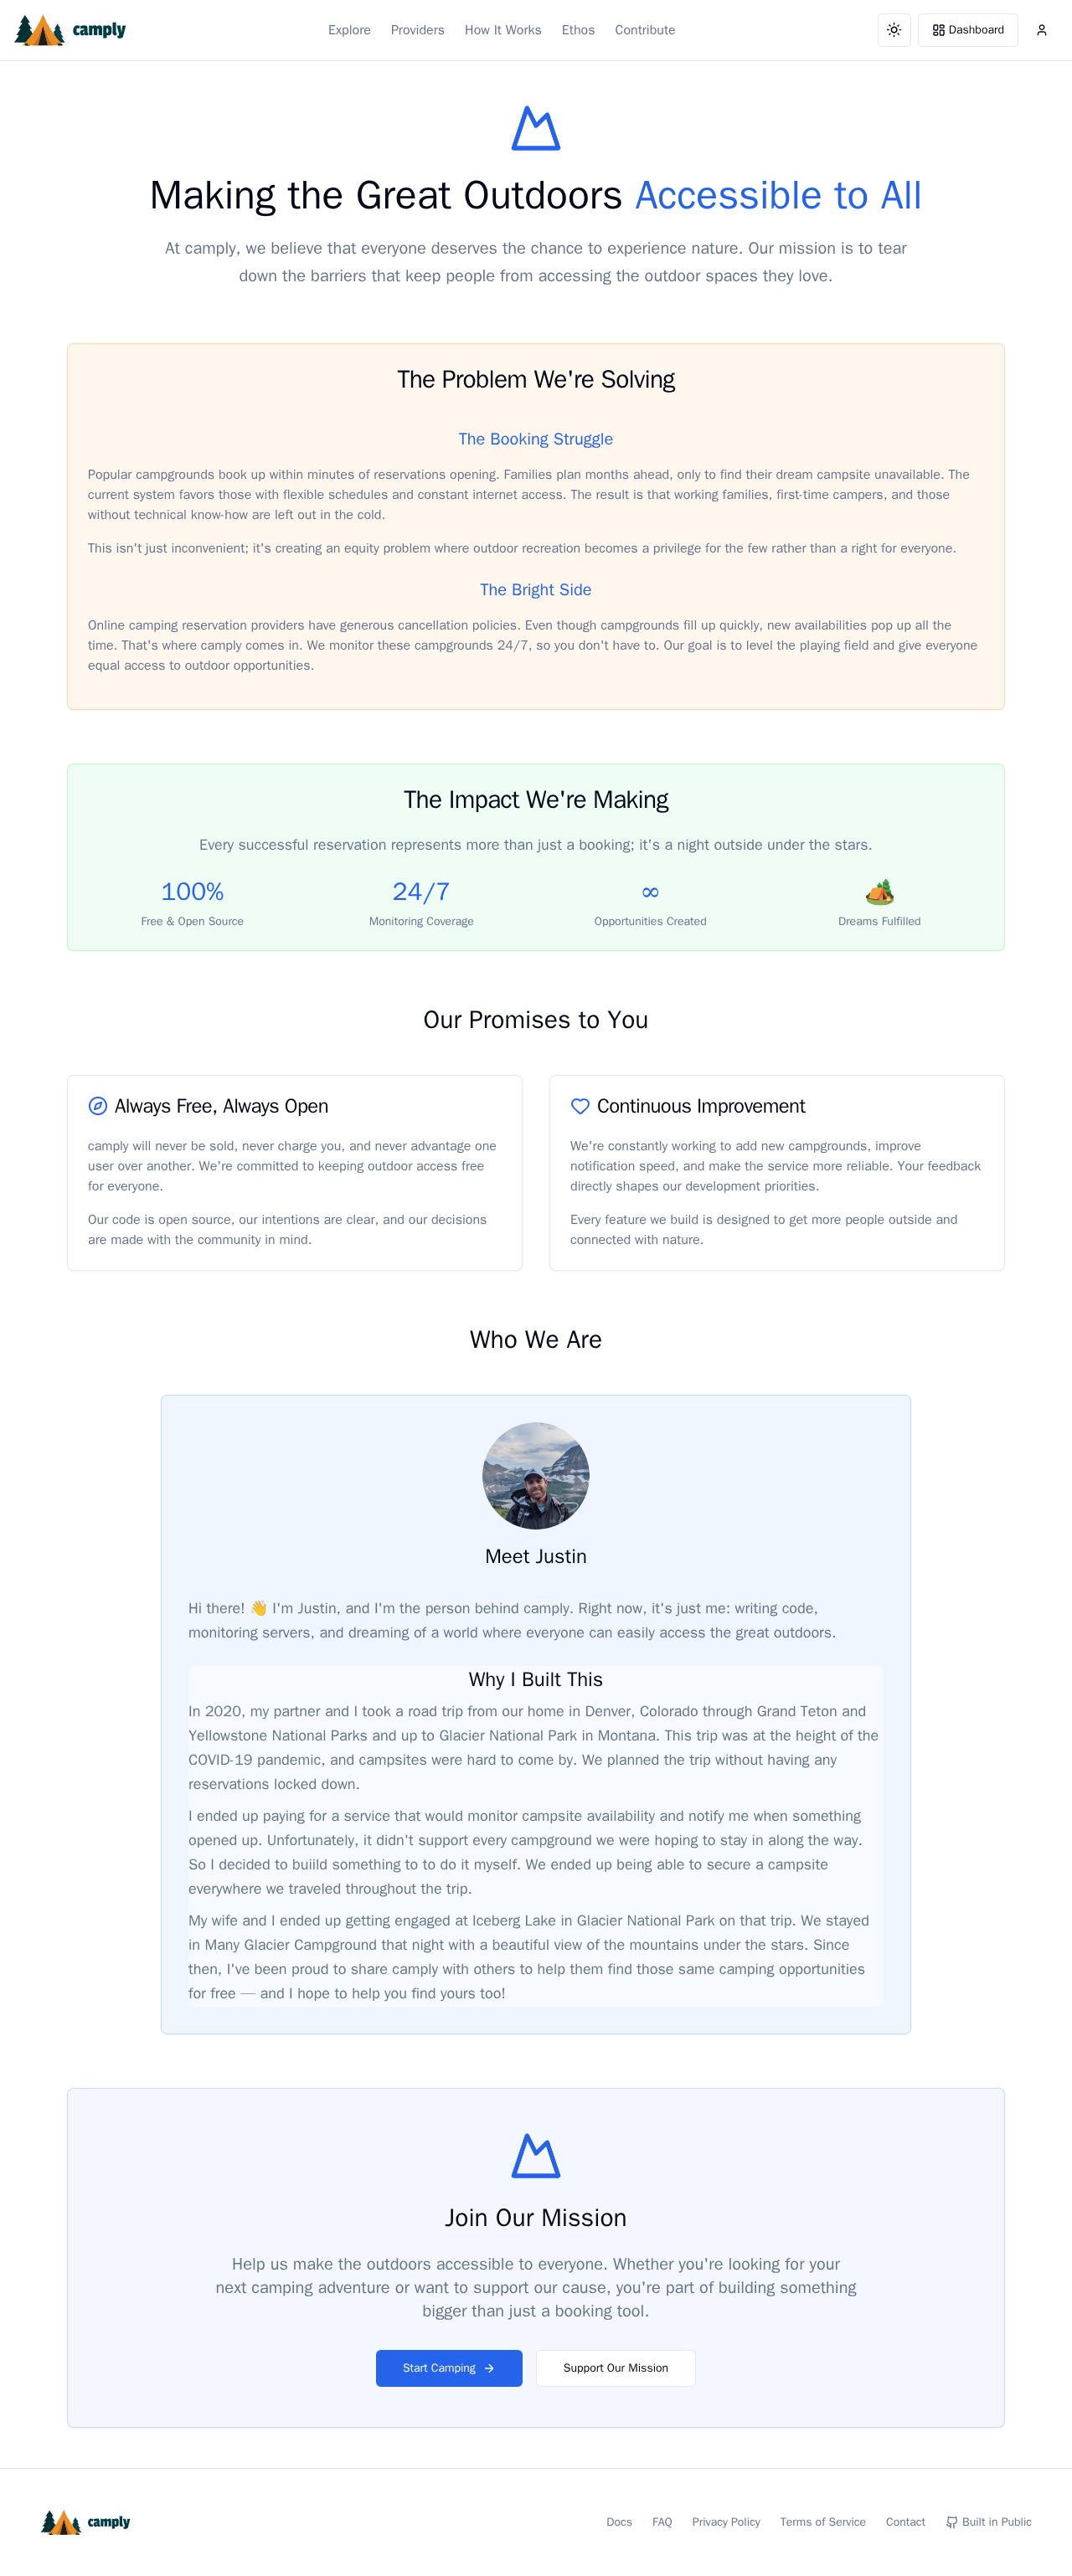 camply
Explore
Providers
How It Works
Ethos
Contribute
Dashboard
Making the Great Outdoors Accessible to All
At camply, we believe that everyone deserves the chance to experience nature. Our mission is to tear
down the barriers that keep people from accessing the outdoor spaces they love.
The Problem We're Solving
The Booking Struggle
Popular campgrounds book up within minutes of reservations opening. Families plan months ahead, only to find their dream campsite unavailable. The
current system favors those with flexible schedules and constant internet access. The result is that working families, first-time campers, and those
without technical know-how are left out in the cold.
This isn't just inconvenient; it's creating an equity problem where outdoor recreation becomes a privilege for the few rather than a right for everyone.
The Bright Side
Online camping reservation providers have generous cancellation policies. Even though campgrounds fill up quickly, new availabilities pop up all the
time. That's where camply comes in. We monitor these campgrounds 24/7, so you don't have to. Our goal is to level the playing field and give everyone
equal access to outdoor opportunities.
The Impact We're Making
Every successful reservation represents more than just a booking; it's a night outside under the stars.
100%
24/7
∞
🏕️
Free & Open Source
Monitoring Coverage
Opportunities Created
Dreams Fulfilled
Our Promises to You
Always Free, Always Open
camply will never be sold, never charge you, and never advantage one
user over another. We're committed to keeping outdoor access free
for everyone.
Our code is open source, our intentions are clear, and our decisions
are made with the community in mind.
Continuous Improvement
We're constantly working to add new campgrounds, improve
notification speed, and make the service more reliable. Your feedback
directly shapes our development priorities.
Every feature we build is designed to get more people outside and
connected with nature.
Who We Are
Meet Justin
Hi there! 👋 I'm Justin, and I'm the person behind camply. Right now, it's just me: writing code,
monitoring servers, and dreaming of a world where everyone can easily access the great outdoors.
Why I Built This
In 2020, my partner and I took a road trip from our home in Denver, Colorado through Grand Teton and
Yellowstone National Parks and up to Glacier National Park in Montana. This trip was at the height of the
COVID-19 pandemic, and campsites were hard to come by. We planned the trip without having any
reservations locked down.
I ended up paying for a service that would monitor campsite availability and notify me when something
opened up. Unfortunately, it didn't support every campground we were hoping to stay in along the way.
So I decided to buiild something to to do it myself. We ended up being able to secure a campsite
everywhere we traveled throughout the trip.
My wife and I ended up getting engaged at Iceberg Lake in Glacier National Park on that trip. We stayed
in Many Glacier Campground that night with a beautiful view of the mountains under the stars. Since
then, I've been proud to share camply with others to help them find those same camping opportunities
for free — and I hope to help you find yours too!
Join Our Mission
Help us make the outdoors accessible to everyone. Whether you're looking for your
next camping adventure or want to support our cause, you're part of building something
bigger than just a booking tool.
Start Camping
Support Our Mission
camply
Docs
FAQ
Privacy Policy
Terms of Service
Contact
Built in Public